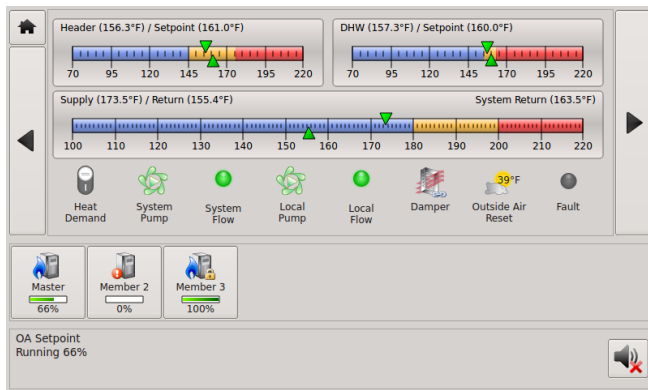 Header (156.3°F) / Setpoint (161.0°F)
70 95 120 145 170 195 220
DHW (157.3°F) / Setpoint (160.0°F)
70 95 120 145 170 195 220
Supply (173.5°F) / Return (155.4°F) System Return (163.5°F)
100 110 120 130 140 150 160 170 180 190 200 210 220
39°F
Heat
Demand
System
Pump
System
Flow
Local
Pump
Local
Flow
Damper
Outside Air
Reset
Fault
Master
66%
Member 2
0%
Member 3
100%
OA Setpoint
Running 66%